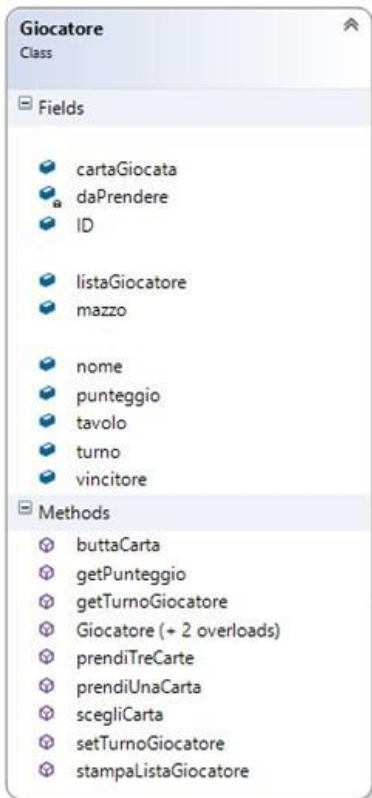 Giocatore
Class
Fields
cartaGiocata
daPrendere
ID
listaGiocatore
mazzo
nome
punteggio
tavolo
turno
vincitore
Methods
buttaCarta
getPunteggio
getTurnoGiocatore
Giocatore (+ 2 overloads)
prendiTreCarte
prendiUnaCarta
scegliCarta
setTurnoGiocatore
stampaListaGiocatore